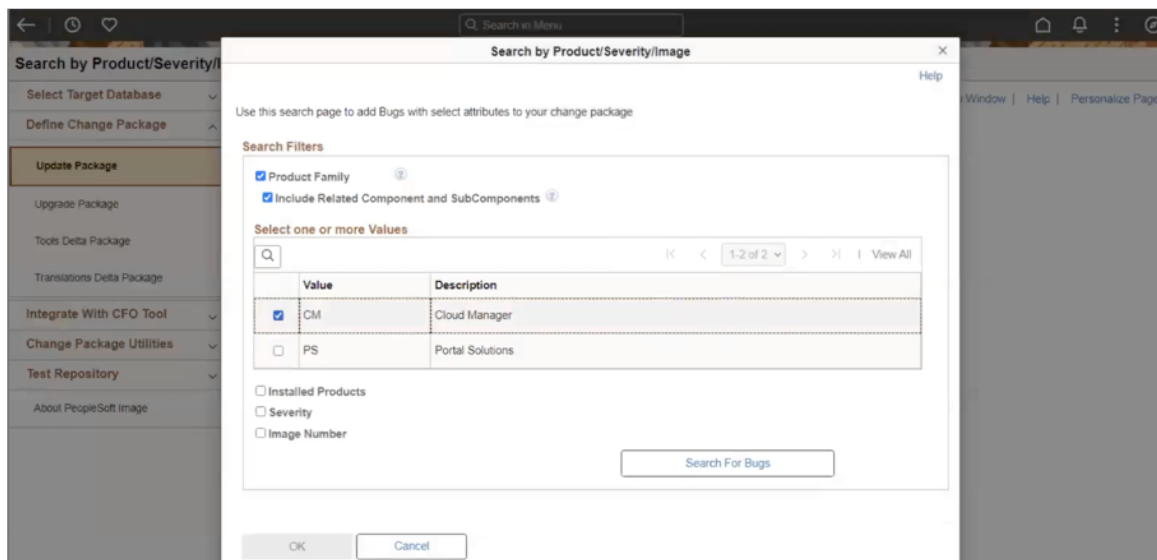 Search in Menu
Search by Product/Severity/Image
Search by Product/Severity/I
Help
Select Target Database
Window | Help | Personalize Page
Use this search page to add Bugs with select attributes to your change package
Define Change Package
Search Filters
Update Package
Product Family
Include Related Component and SubComponents
Upgrade Package
Select one or more Values
Tools Delta Package
1-2 of 2
View All
Translations Delta Package
Value Description
Integrate With CFO Tool
CM Cloud Manager
Change Package Utilities
PS Portal Solutions
Test Repository
Installed Products
About PeopleSoft Image
Severity
Image Number
Search For Bugs
OK
Cancel